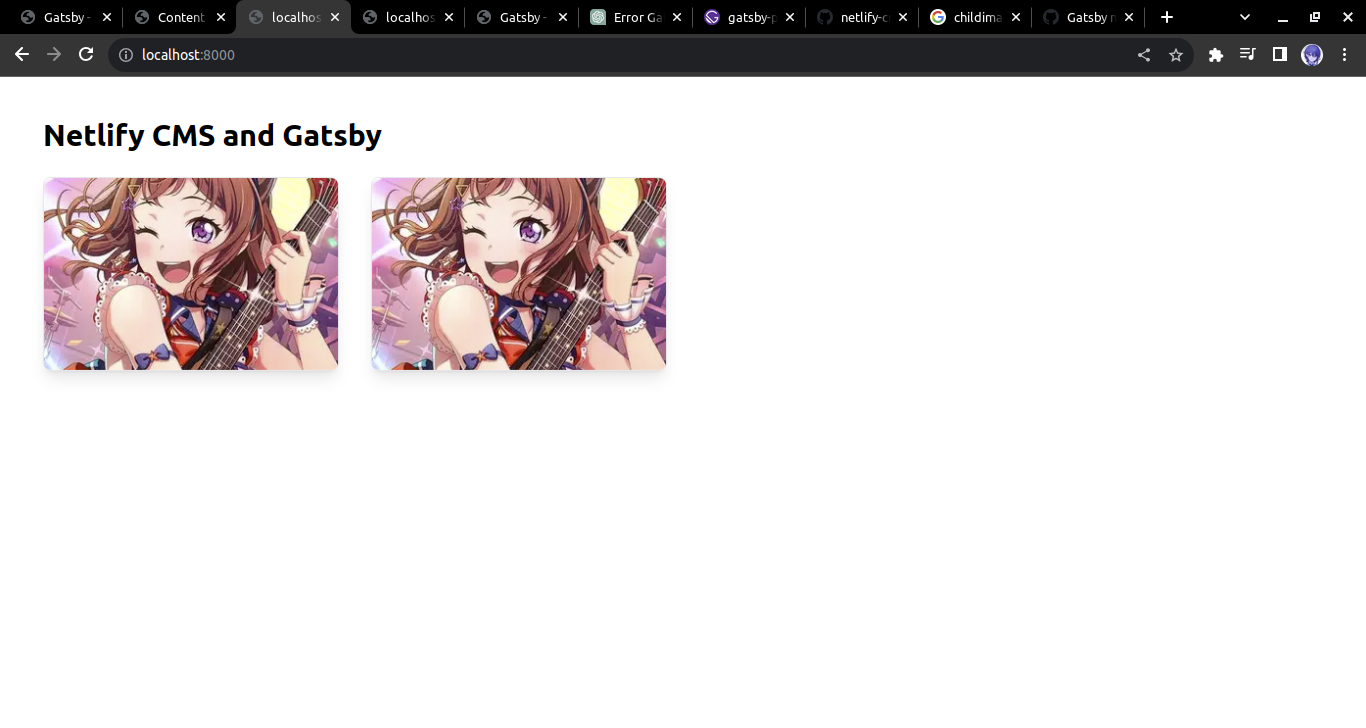 Gatsby -
Content
localhos
localhos
Gatsby -
Error Ga
gatsby-p
netlify-c
childima
Gatsby n
localhost:8000
Netlify CMS and Gatsby